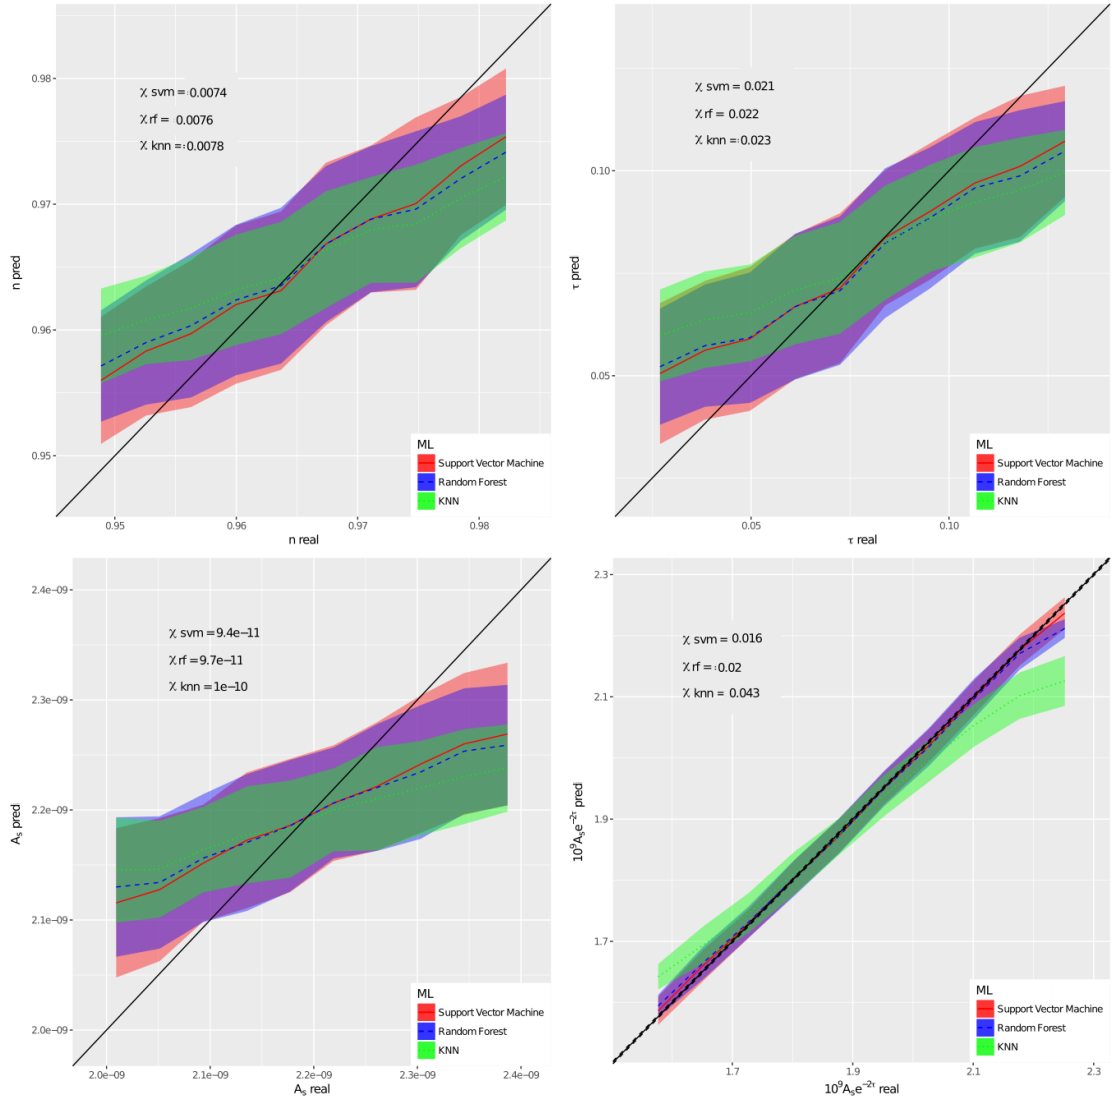 0.98
0.97
0.96
0.95
n pred
χ svm = 0.0074
χ rf = 0.0076
χ knn = 0.0078
ML
Support Vector Machine
Random Forest
KNN
0.95 0.96 0.97 0.98
n real
0.10
0.05
τ pred
χ svm = 0.021
χ rf = 0.022
χ knn = 0.023
ML
Support Vector Machine
Random Forest
KNN
0.05 0.10
τ real
2.4e−09
2.3e−09
2.2e−09
2.1e−09
2.0e−09
Aₛ pred
χ svm = 9.4e−11
χ rf = 9.7e−11
χ knn = 1e−10
ML
Support Vector Machine
Random Forest
KNN
2.0e−09 2.1e−09 2.2e−09 2.3e−09 2.4e−09
Aₛ real
2.3
2.1
1.9
1.7
10⁹Aₛe⁻²ᵗ pred
χ svm = 0.016
χ rf = 0.02
χ knn = 0.043
ML
Support Vector Machine
Random Forest
KNN
1.7 1.9 2.1 2.3
10⁹Aₛe⁻²ᵗ real